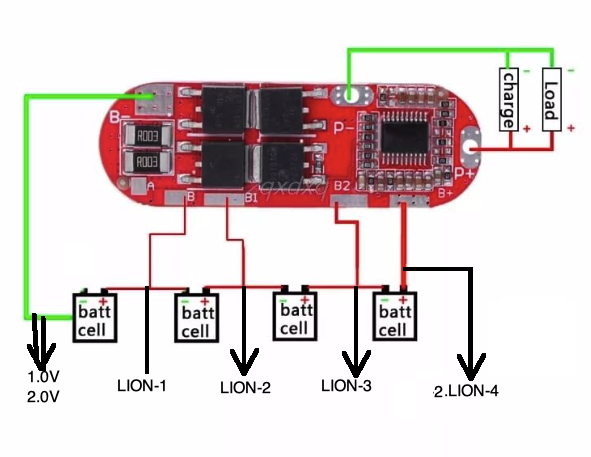 B-
R003
R003
A
B
B1
B2
B+
P-
P+
zqxdxq
- -
charge
Load
+ +
- +
batt
cell
- +
batt
cell
- +
batt
cell
- +
batt
cell
1.0V
2.0V
LION-1
LION-2
LION-3
2.LION-4